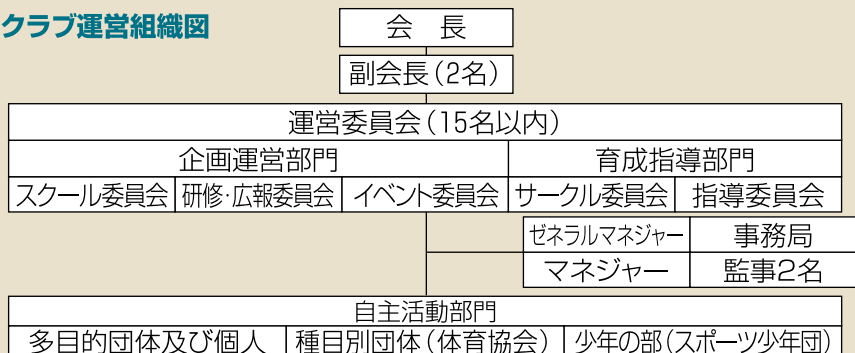 クラブ運営組織図
会　長
副会長(2名)
運営委員会(15名以内)
企画運営部門 育成指導部門
スクール委員会 研修・広報委員会 イベント委員会 サークル委員会 指導委員会
ゼネラルマネジャー 事務局
マネジャー 監事2名
自主活動部門
多目的団体及び個人 種目別団体(体育協会) 少年の部(スポーツ少年団)